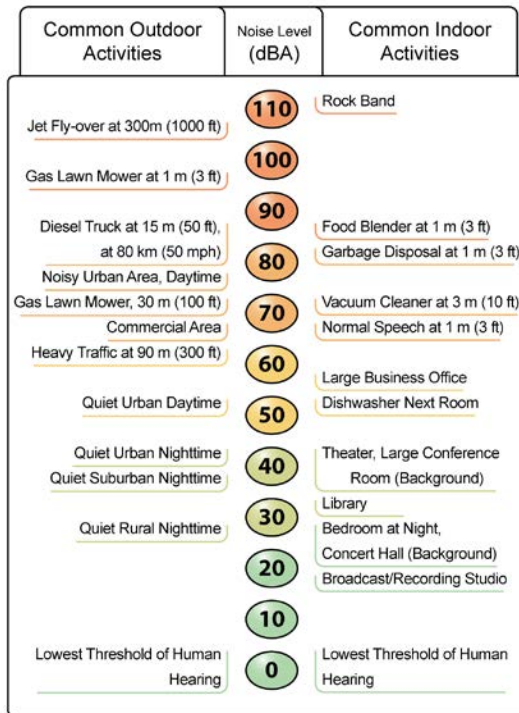 Common Outdoor
Activities
Noise Level
(dBA)
Common Indoor
Activities
110
Rock Band
Jet Fly-over at 300m (1000 ft)
100
Gas Lawn Mower at 1 m (3 ft)
90
Diesel Truck at 15 m (50 ft),
Food Blender at 1 m (3 ft)
at 80 km (50 mph)
80
Garbage Disposal at 1 m (3 ft)
Noisy Urban Area, Daytime
Gas Lawn Mower, 30 m (100 ft)
70
Vacuum Cleaner at 3 m (10 ft)
Commercial Area
Normal Speech at 1 m (3 ft)
Heavy Traffic at 90 m (300 ft)
60
Large Business Office
Quiet Urban Daytime
50
Dishwasher Next Room
Quiet Urban Nighttime
40
Theater, Large Conference
Quiet Suburban Nighttime
Room (Background)
30
Library
Quiet Rural Nighttime
Bedroom at Night,
Concert Hall (Background)
20
Broadcast/Recording Studio
10
Lowest Threshold of Human
Hearing
0
Lowest Threshold of Human
Hearing